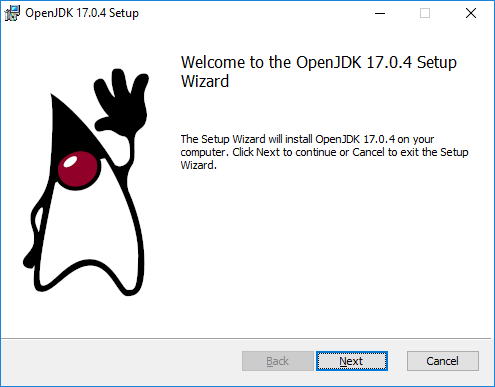 OpenJDK 17.0.4 Setup
Welcome to the OpenJDK 17.0.4 Setup
Wizard
The Setup Wizard will install OpenJDK 17.0.4 on your
computer. Click Next to continue or Cancel to exit the Setup
Wizard.
Back Next Cancel